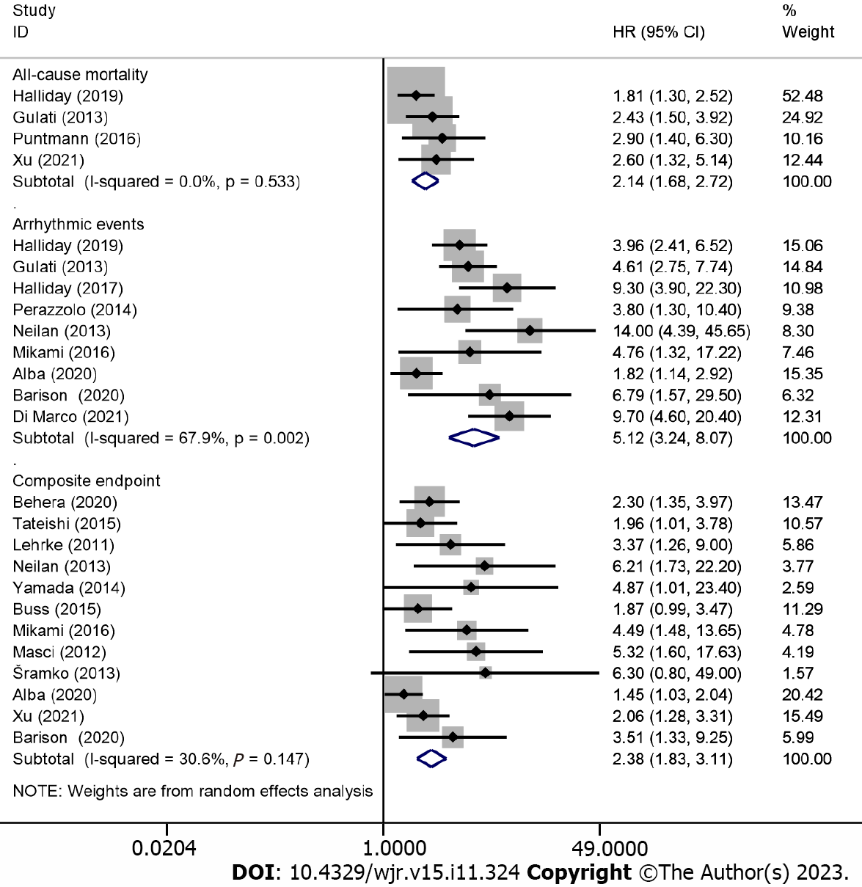 Study % 
ID HR (95% CI) Weight
All-cause mortality
Halliday (2019) 1.81 (1.30, 2.52) 52.48
Gulati (2013) 2.43 (1.50, 3.92) 24.92
Puntmann (2016) 2.90 (1.40, 6.30) 10.16
Xu (2021) 2.60 (1.32, 5.14) 12.44
Subtotal (I-squared = 0.0%, p = 0.533) 2.14 (1.68, 2.72) 100.00
.
Arrhythmic events
Halliday (2019) 3.96 (2.41, 6.52) 15.06
Gulati (2013) 4.61 (2.75, 7.74) 14.84
Halliday (2017) 9.30 (3.90, 22.30) 10.98
Perazzolo (2014) 3.80 (1.30, 10.40) 9.38
Neilan (2013) 14.00 (4.39, 45.65) 8.30
Mikami (2016) 4.76 (1.32, 17.22) 7.46
Alba (2020) 1.82 (1.14, 2.92) 15.35
Barison (2020) 6.79 (1.57, 29.50) 6.32
Di Marco (2021) 9.70 (4.60, 20.40) 12.31
Subtotal (I-squared = 67.9%, p = 0.002) 5.12 (3.24, 8.07) 100.00
.
Composite endpoint
Behera (2020) 2.30 (1.35, 3.97) 13.47
Tateishi (2015) 1.96 (1.01, 3.78) 10.57
Lehrke (2011) 3.37 (1.26, 9.00) 5.86
Neilan (2013) 6.21 (1.73, 22.20) 3.77
Yamada (2014) 4.87 (1.01, 23.40) 2.59
Buss (2015) 1.87 (0.99, 3.47) 11.29
Mikami (2016) 4.49 (1.48, 13.65) 4.78
Masci (2012) 5.32 (1.60, 17.63) 4.19
Šramko (2013) 6.30 (0.80, 49.00) 1.57
Alba (2020) 1.45 (1.03, 2.04) 20.42
Xu (2021) 2.06 (1.28, 3.31) 15.49
Barison (2020) 3.51 (1.33, 9.25) 5.99
Subtotal (I-squared = 30.6%, P = 0.147) 2.38 (1.83, 3.11) 100.00
NOTE: Weights are from random effects analysis
0.0204 1.0000 49.0000
DOI: 10.4329/wjr.v15.i11.324 Copyright ©The Author(s) 2023.